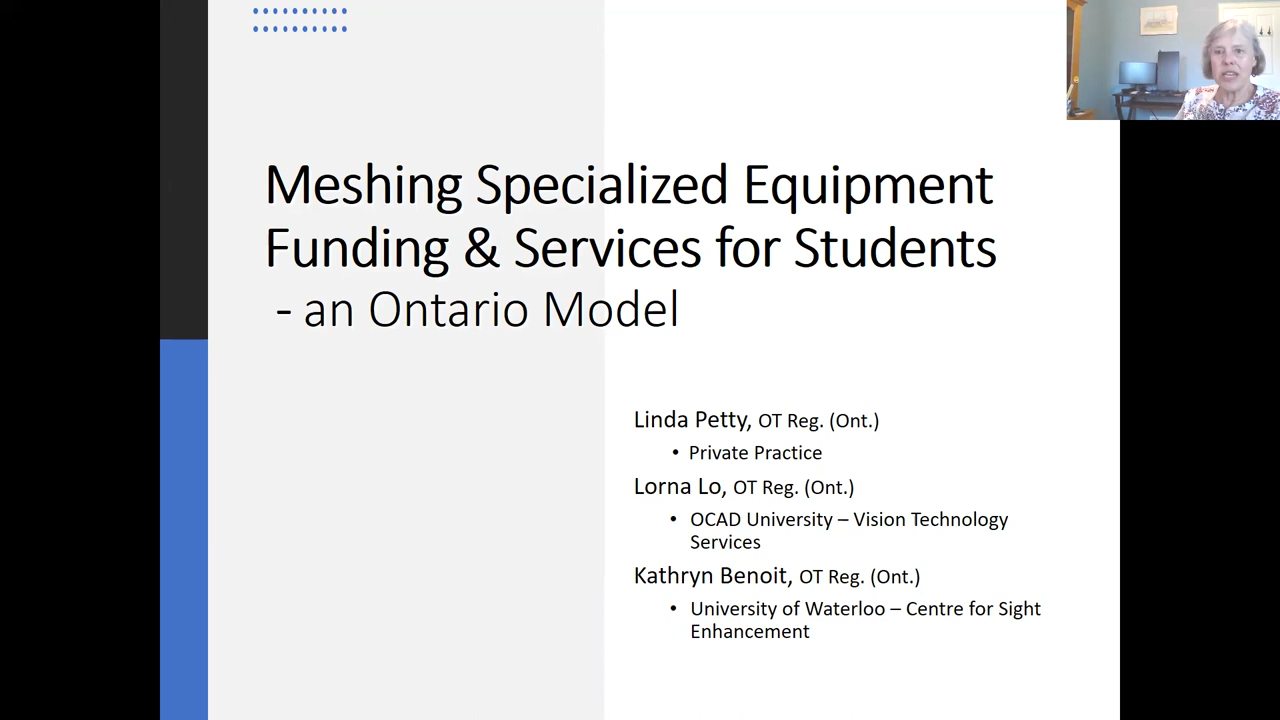 Meshing Specialized Equipment
Funding & Services for Students
- an Ontario Model
Linda Petty, OT Reg. (Ont.)
• Private Practice
Lorna Lo, OT Reg. (Ont.)
• OCAD University – Vision Technology
Services
Kathryn Benoit, OT Reg. (Ont.)
• University of Waterloo – Centre for Sight
Enhancement